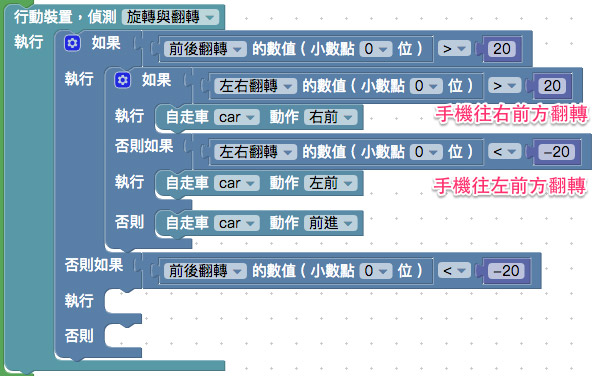 行動裝置，偵測 旋轉與翻轉
執行 如果 前後翻轉 的數值 ( 小數點 0 位 ) > 20
執行 如果 左右翻轉 的數值 ( 小數點 0 位 ) > 20
執行 自走車 car 動作 右前
手機往右前方翻轉
否則如果 左右翻轉 的數值 ( 小數點 0 位 ) < -20
執行 自走車 car 動作 左前
手機往左前方翻轉
否則 自走車 car 動作 前進
否則如果 前後翻轉 的數值 ( 小數點 0 位 ) < -20
執行
否則